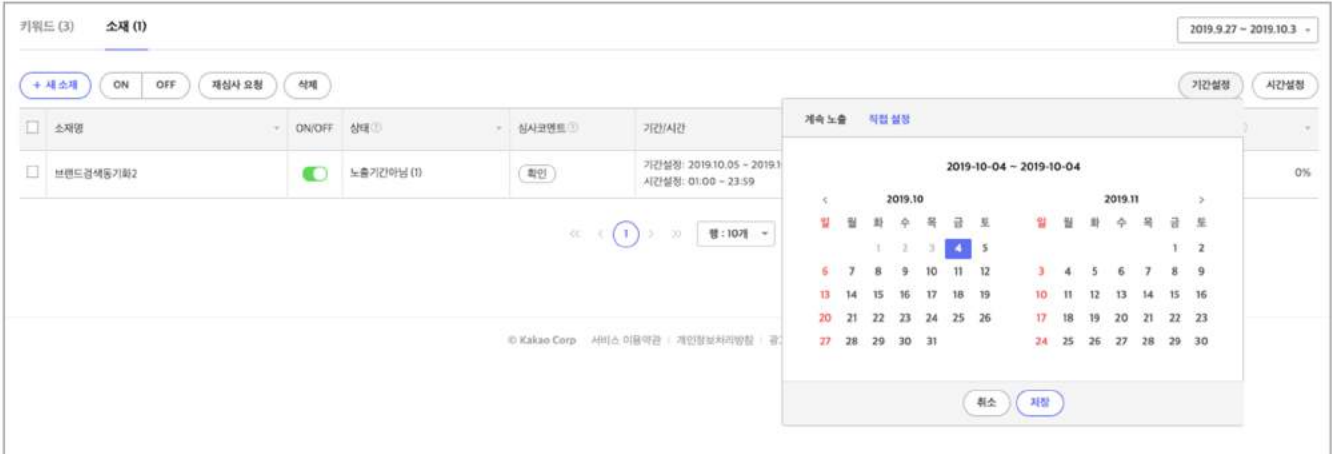 키워드 (3) 소재 (1) 2019.9.27 ~ 2019.10.3
+ 새 소재 ON OFF 재심사 요청 삭제 기간설정 시간설정
소재명 ON/OFF 상태 심사코멘트 기간/시간
브랜드검색동기화2 노출기간아님 (1) 확인 기간설정: 2019.10.05 ~ 2019.1 0%
시간설정: 01:00 ~ 23:59
계속 노출 직접 설정
2019-10-04 ~ 2019-10-04
< 2019.10 2019.11 >
일 월 화 수 목 금 토 일 월 화 수 목 금 토
1 2 3 4 5 1 2
6 7 8 9 10 11 12 3 4 5 6 7 8 9
13 14 15 16 17 18 19 10 11 12 13 14 15 16
20 21 22 23 24 25 26 17 18 19 20 21 22 23
27 28 29 30 31 24 25 26 27 28 29 30
취소 저장
<< < 1 > >> 행 : 10개
© Kakao Corp 서비스 이용약관 | 개인정보처리방침 | 광